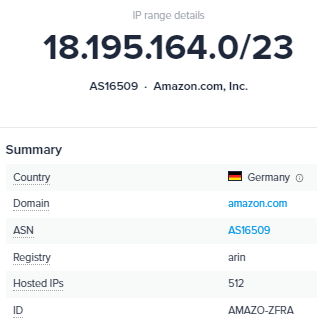 IP range details
18.195.164.0/23
AS16509 · Amazon.com, Inc.
Summary
Country Germany
Domain amazon.com
ASN AS16509
Registry arin
Hosted IPs 512
ID AMAZO-ZFRA